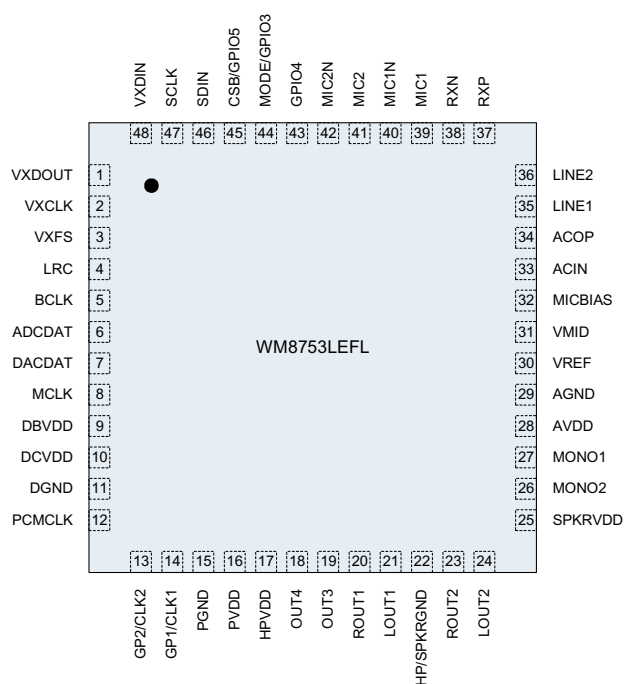 VXDIN
SCLK
SDIN
CSB/GPIO5
MODE/GPIO3
GPIO4
MIC2N
MIC2
MIC1N
MIC1
RXN
RXP
48 47 46 45 44 43 42 41 40 39 38 37
VXDOUT 1
VXCLK 2
VXFS 3
LRC 4
BCLK 5
ADCDAT 6
DACDAT 7
MCLK 8
DBVDD 9
DCVDD 10
DGND 11
PCMCLK 12
WM8753LEFL
36 LINE2
35 LINE1
34 ACOP
33 ACIN
32 MICBIAS
31 VMID
30 VREF
29 AGND
28 AVDD
27 MONO1
26 MONO2
25 SPKRVDD
13 14 15 16 17 18 19 20 21 22 23 24
GP2/CLK2
GP1/CLK1
PGND
PVDD
HPVDD
OUT4
OUT3
ROUT1
LOUT1
HP/SPKRGND
ROUT2
LOUT2